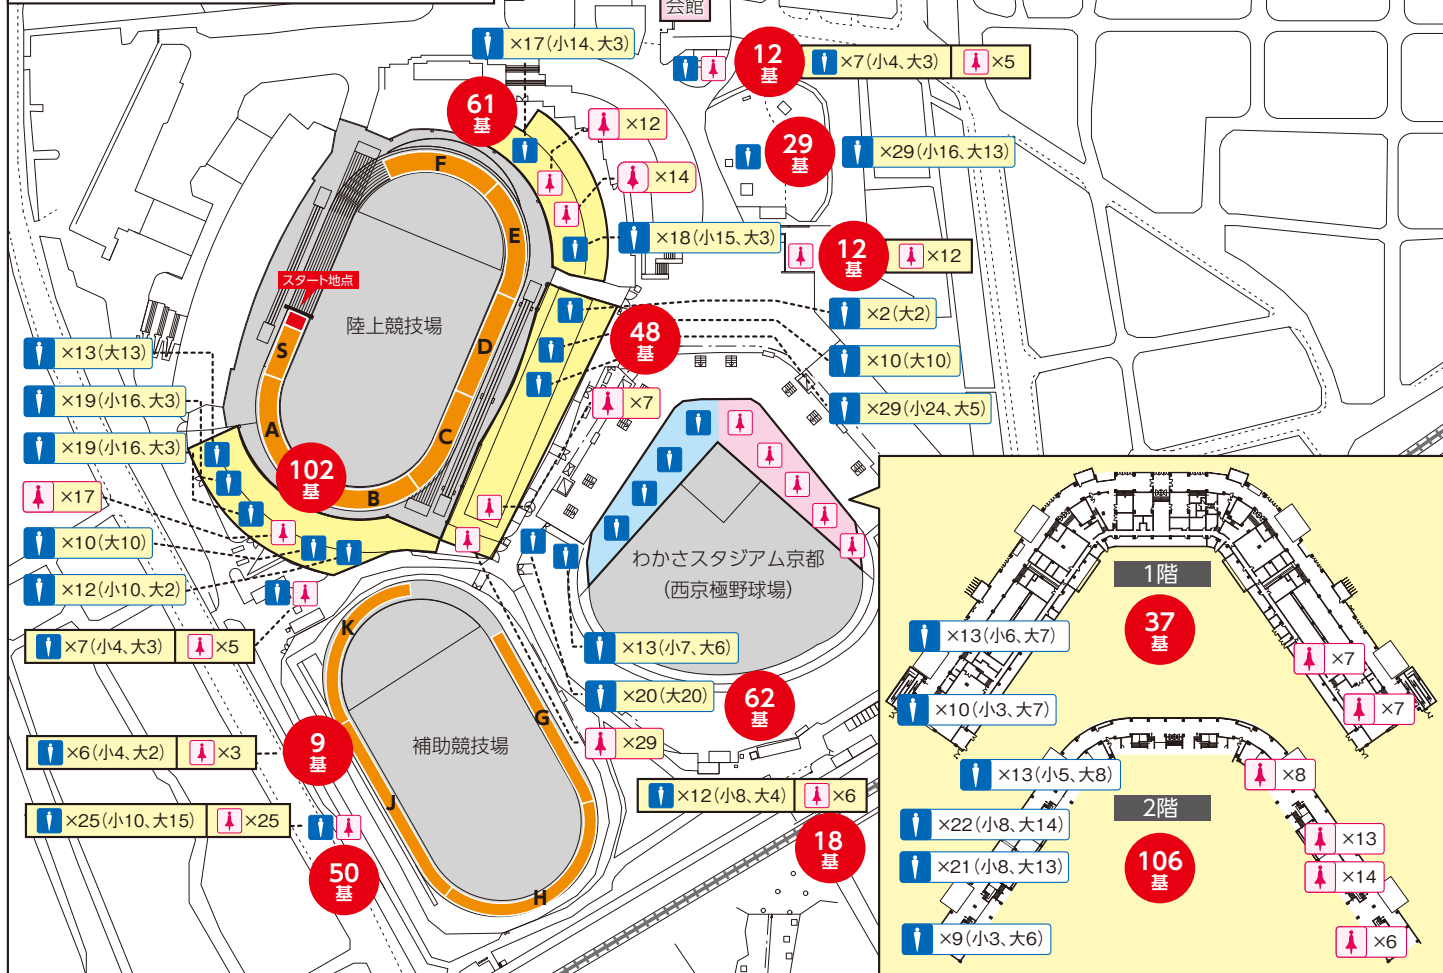 会館
×17(小14、大3)
12
基
×7(小4、大3)
×5
61
基
×12
29
基
×29(小16、大13)
×14
×18(小15、大3)
12
基
×12
F
E
スタート地点
陸上競技場
S
D
A
C
B
48
基
×2(大2)
×10(大10)
×29(小24、大5)
×7
×13(大13)
×19(小16、大3)
×19(小16、大3)
102
基
×17
×10(大10)
×12(小10、大2)
×7(小4、大3)
×5
わかさスタジアム京都
(西京極野球場)
K
G
J
H
補助競技場
×13(小7、大6)
×20(大20)
62
基
×29
9
基
×6(小4、大2)
×3
×25(小10、大15)
×25
50
基
×12(小8、大4)
×6
18
基
1階
37
基
×13(小6、大7)
×10(小3、大7)
×7
×7
2階
106
基
×13(小5、大8)
×22(小8、大14)
×21(小8、大13)
×9(小3、大6)
×8
×13
×14
×6